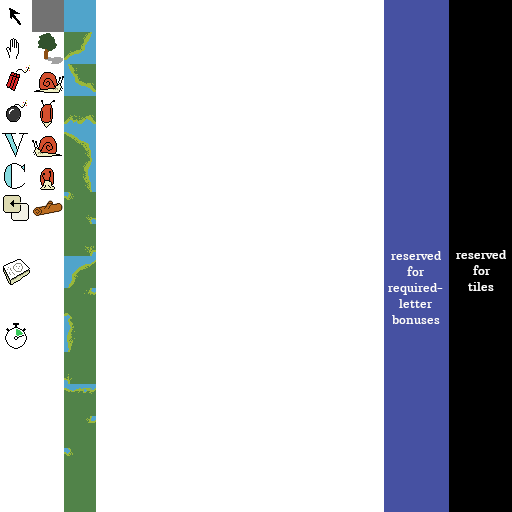 V
C
reserved
for
required-
letter
bonuses
reserved
for
tiles